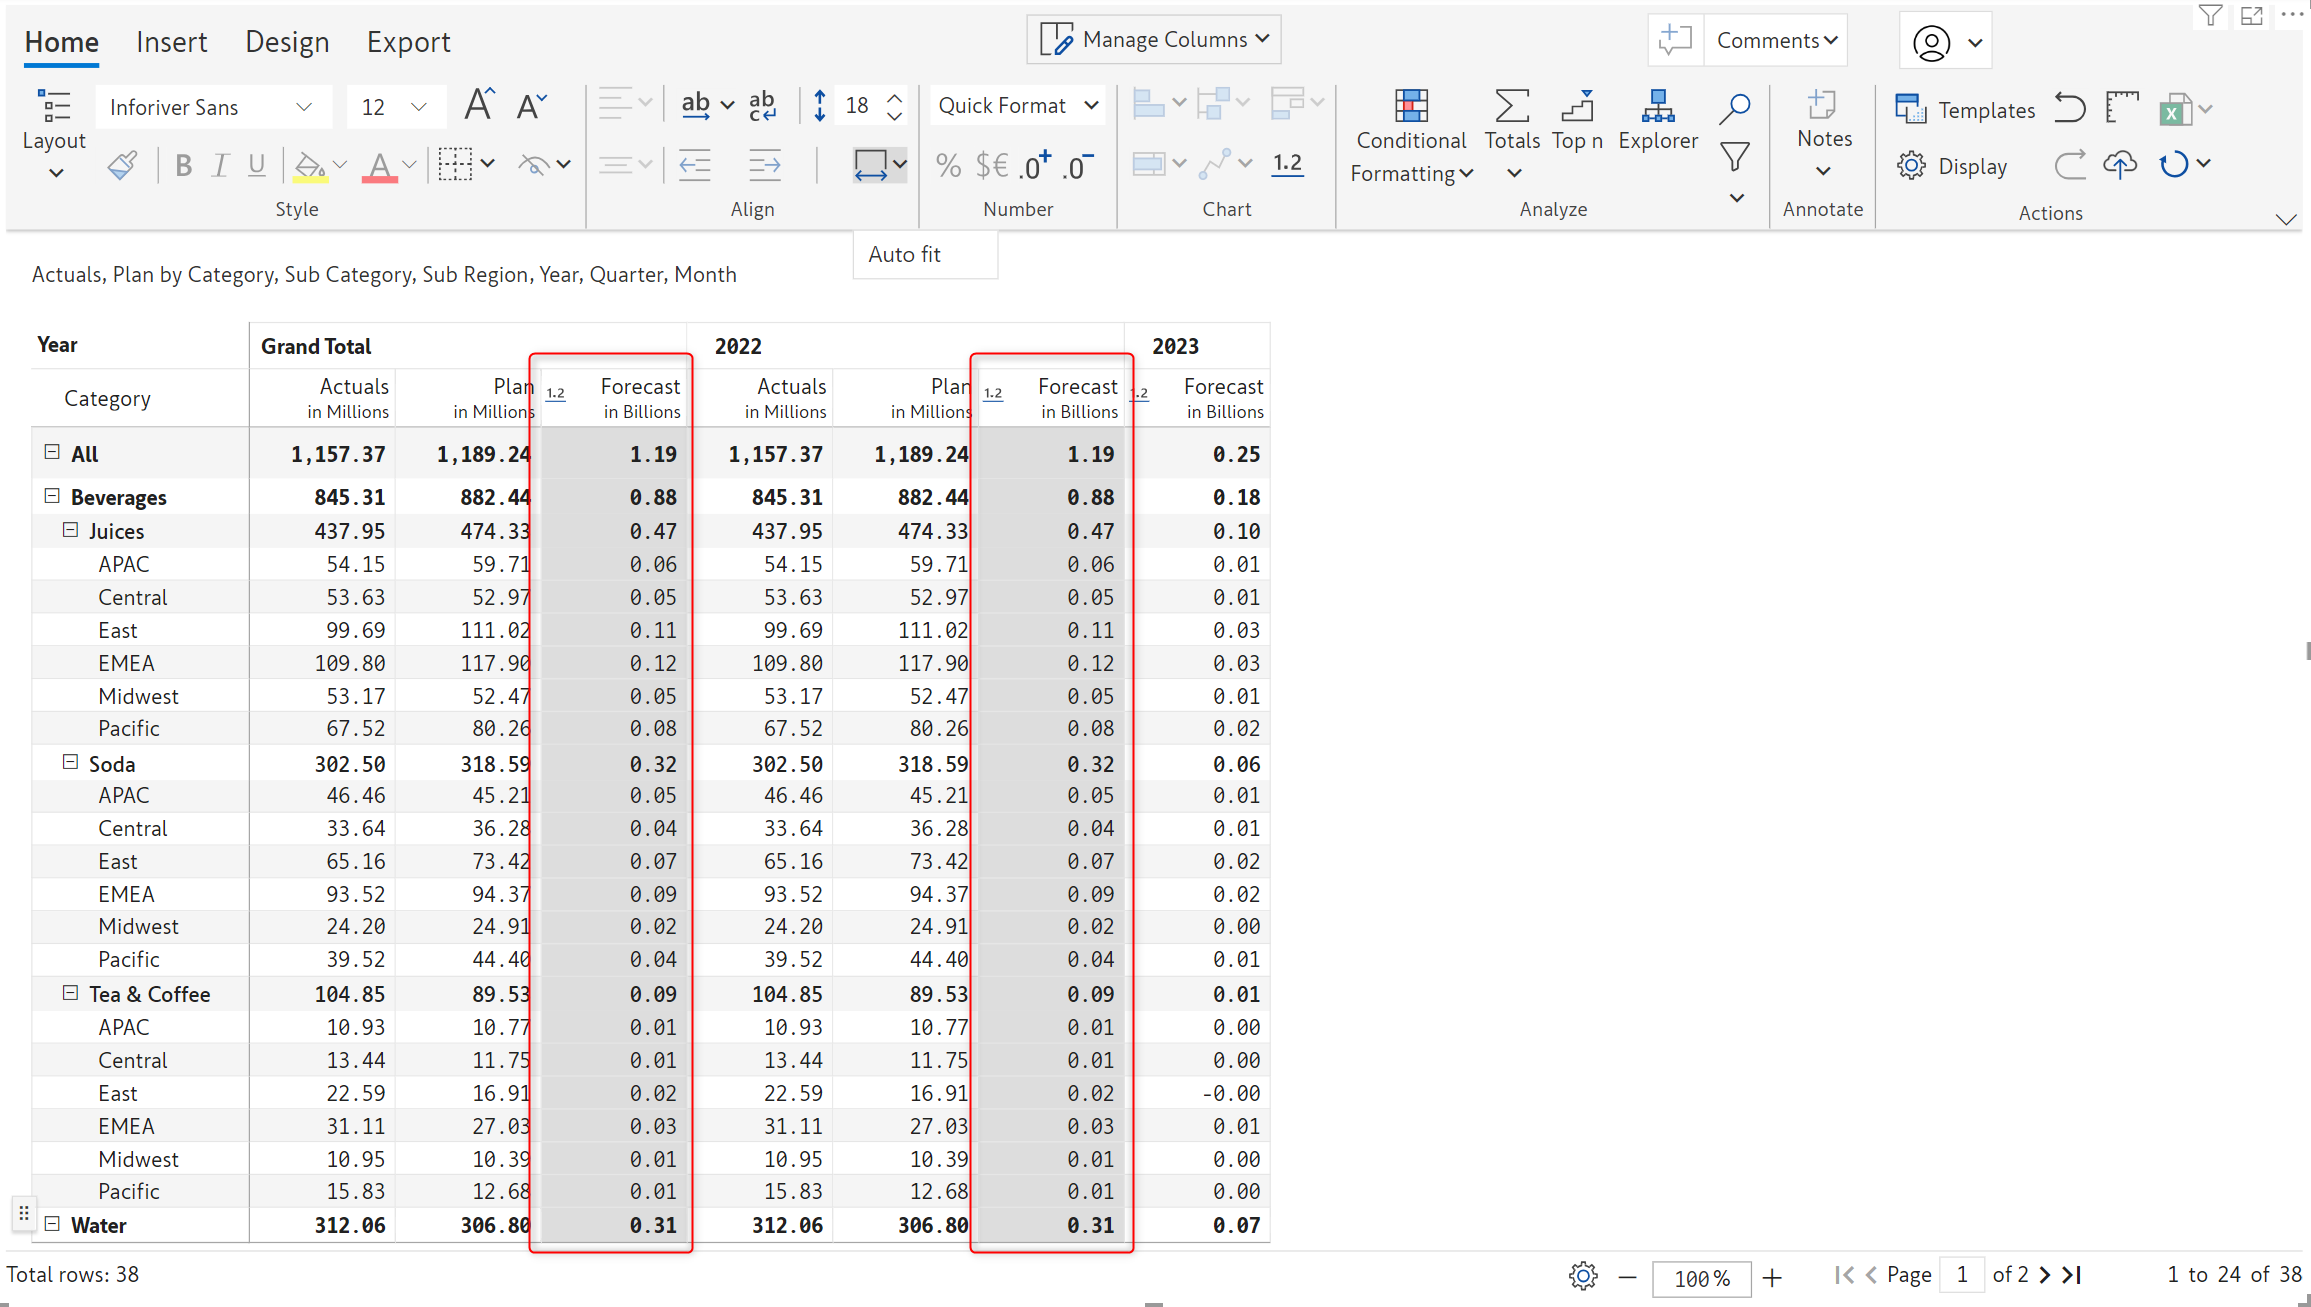 Home Insert Design Export Manage Columns Comments
Layout Inforiver Sans 12 A A ab ab c 18 Quick Format Conditional Formatting Totals Top n Explorer Notes Templates
B I U A % $€ .0+ .0- 1.2 Display
Style Align Number Chart Analyze Annotate Actions
Auto fit
Actuals, Plan by Category, Sub Category, Sub Region, Year, Quarter, Month
Year Grand Total 2022 2023
Category Actuals Plan 1.2 Forecast Actuals Plan 1.2 Forecast 1.2 Forecast
in Millions in Millions in Billions in Millions in Millions in Billions in Billions
All 1,157.37 1,189.24 1.19 1,157.37 1,189.24 1.19 0.25
Beverages 845.31 882.44 0.88 845.31 882.44 0.88 0.18
Juices 437.95 474.33 0.47 437.95 474.33 0.47 0.10
APAC 54.15 59.71 0.06 54.15 59.71 0.06 0.01
Central 53.63 52.97 0.05 53.63 52.97 0.05 0.01
East 99.69 111.02 0.11 99.69 111.02 0.11 0.03
EMEA 109.80 117.90 0.12 109.80 117.90 0.12 0.03
Midwest 53.17 52.47 0.05 53.17 52.47 0.05 0.01
Pacific 67.52 80.26 0.08 67.52 80.26 0.08 0.02
Soda 302.50 318.59 0.32 302.50 318.59 0.32 0.06
APAC 46.46 45.21 0.05 46.46 45.21 0.05 0.01
Central 33.64 36.28 0.04 33.64 36.28 0.04 0.01
East 65.16 73.42 0.07 65.16 73.42 0.07 0.02
EMEA 93.52 94.37 0.09 93.52 94.37 0.09 0.02
Midwest 24.20 24.91 0.02 24.20 24.91 0.02 0.00
Pacific 39.52 44.40 0.04 39.52 44.40 0.04 0.01
Tea & Coffee 104.85 89.53 0.09 104.85 89.53 0.09 0.01
APAC 10.93 10.77 0.01 10.93 10.77 0.01 0.00
Central 13.44 11.75 0.01 13.44 11.75 0.01 0.00
East 22.59 16.91 0.02 22.59 16.91 0.02 -0.00
EMEA 31.11 27.03 0.03 31.11 27.03 0.03 0.01
Midwest 10.95 10.39 0.01 10.95 10.39 0.01 0.00
Pacific 15.83 12.68 0.01 15.83 12.68 0.01 0.00
Water 312.06 306.80 0.31 312.06 306.80 0.31 0.07
Total rows: 38 100% Page 1 of 2 1 to 24 of 38